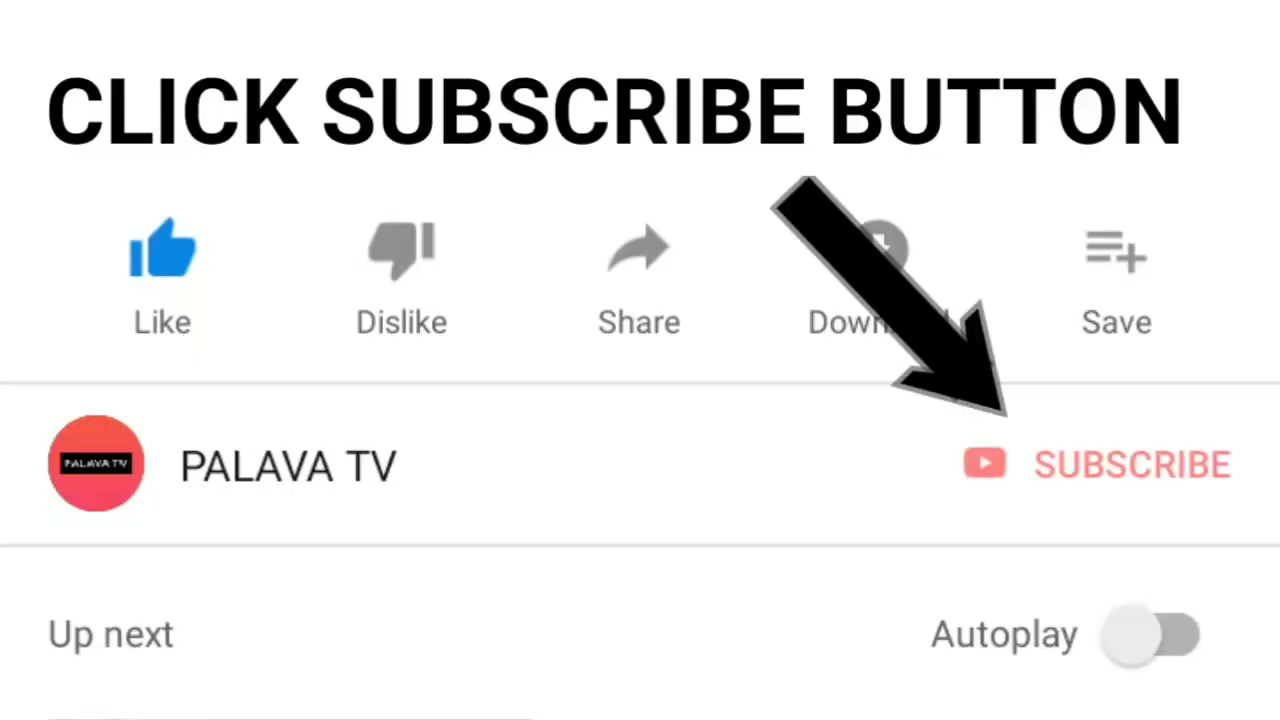 CLICK SUBSCRIBE BUTTON
Like Dislike Share Save
PALAVA TV PALAVA TV SUBSCRIBE
Up next Autoplay